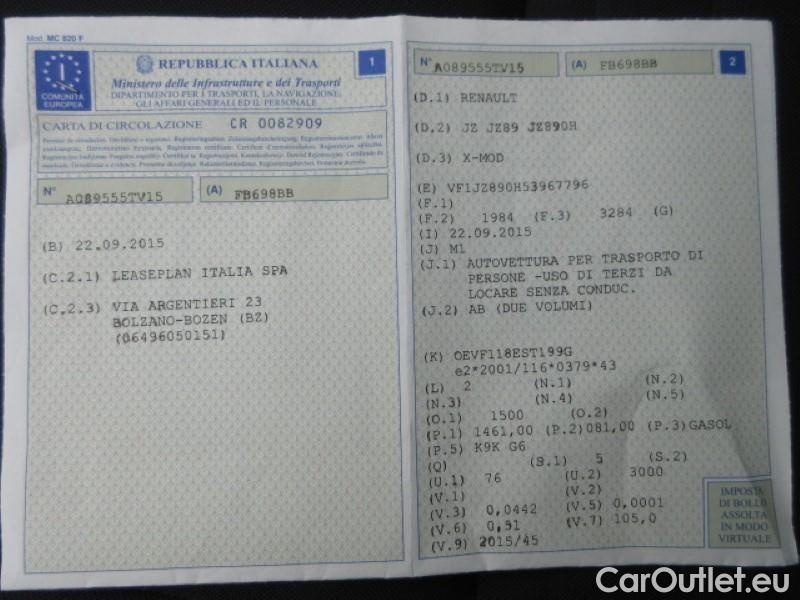 Mod. MC 820 F
I
COMUNITÀ
EUROPEA
REPUBBLICA ITALIANA
1
Ministero delle Infrastrutture e dei Trasporti
DIPARTIMENTO PER I TRASPORTI, LA NAVIGAZIONE,
GLI AFFARI GENERALI ED IL PERSONALE
CARTA DI CIRCOLAZIONE CR 0082909
N° A089555TV15 (A) FB698BB
(B) 22.09.2015
(C.2.1) LEASEPLAN ITALIA SPA
(C.2.3) VIA ARGENTIERI 23
BOLZANO-BOZEN (BZ)
(06496050151)
N° A089555TV15 (A) FB698BB 2
(D.1) RENAULT
(D.2) JZ JZ89 JZ890H
(D.3) X-MOD
(E) VF1JZ890H53967796
(F.1)
(F.2) 1984 (F.3) 3284 (G)
(I) 22.09.2015
(J) M1
(J.1) AUTOVETTURA PER TRASPORTO DI
PERSONE -USO DI TERZI DA
LOCARE SENZA CONDUC.
(J.2) AB (DUE VOLUMI)
(K) OEVF118EST199G
e2*2001/116*0379*43
(L) 2 (N.1) (N.2)
(N.3) (N.4) (N.5)
(O.1) 1500 (O.2)
(P.1) 1461,00 (P.2)081,00 (P.3)GASOL
(P.5) K9K G6
(Q) (S.1) 5 (S.2)
(U.1) 76 (U.2) 3000
(V.1) (V.2)
(V.3) 0,0442 (V.5) 0,0001
(V.6) 0,51 (V.7) 105,0
(V.9) 2015/45
IMPOSTA
DI BOLLO
ASSOLTA
IN MODO
VIRTUALE
CarOutlet.eu